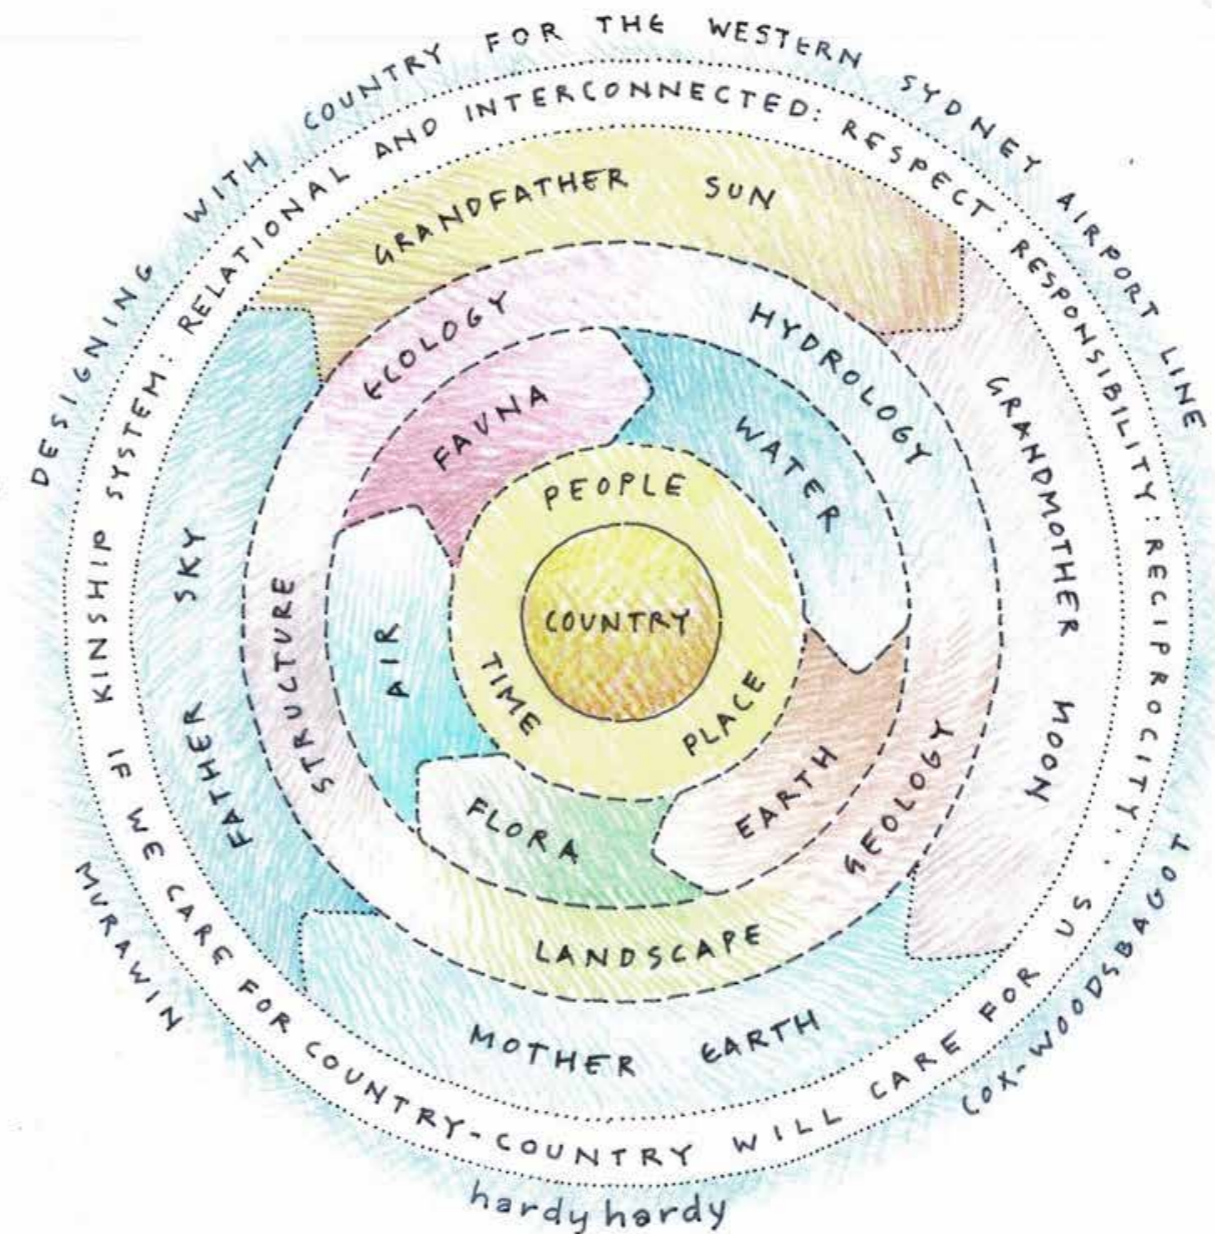 DESIGNING WITH COUNTRY FOR THE WESTERN SYDNEY AIRPORT LINE
KINSHIP SYSTEM: RELATIONAL AND INTERCONNECTED: RESPECT: RESPONSIBILITY: RECIPROCITY:.
IF WE CARE FOR COUNTRY-COUNTRY WILL CARE FOR US
GRANDFATHER SUN
GRANDMOTHER MOON
MOTHER EARTH
FATHER SKY
ECOLOGY
HYDROLOGY
GEOLOGY
LANDSCAPE
STRUCTURE
FAUNA
WATER
EARTH
FLORA
AIR
PEOPLE
PLACE
TIME
COUNTRY
MURAWIN
hardyhardy
COX-WOODSBAGOT